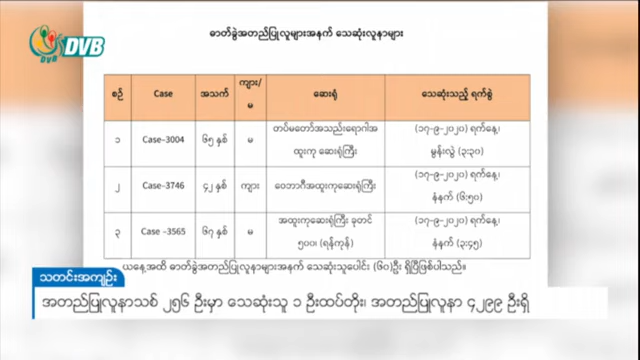 DVB DVB
ဓာတ်ခွဲအတည်ပြုလူများအနက် သေဆုံးလူနာများ
စဉ် Case အသက် ကျား/မ ဆေးရုံ သေဆုံးသည့် ရက်စွဲ
၁ Case-3004 ၆၅ နှစ် မ တပ်မတော်အသည်းရောဂါအထူးကု ဆေးရုံကြီး (၁၇-၉-၂၀၂၀) ရက်နေ့၊ မွန်းလွဲ (၃:၃၀)
၂ Case-3746 ၄၂ နှစ် ကျား ဝေဘာဂီအထူးကုဆေးရုံကြီး (၁၇-၉-၂၀၂၀) ရက်နေ့၊ နံနက် (၆:၅၀)
၃ Case -3565 ၆၇ နှစ် မ အထူးကုဆေးရုံကြီး ခုတင် ၅၀၀၊ (ရန်ကုန်) (၁၇-၉-၂၀၂၀) ရက်နေ့၊ နံနက် (၃:၄၅)
ယနေ့အထိ ဓာတ်ခွဲအတည်ပြုလူနာများအနက် သေဆုံးသူပေါင်း (၆၀)ဦး ရှိပြီဖြစ်ပါသည်။
သတင်းအကျဉ်း
အတည်ပြုလူနာသစ် ၂၅၆ ဦးမှာ သေဆုံးသူ ၁ ဦးထပ်တိုး၊ အတည်ပြုလူနာ ၄၂၉၉ ဦးရှိ